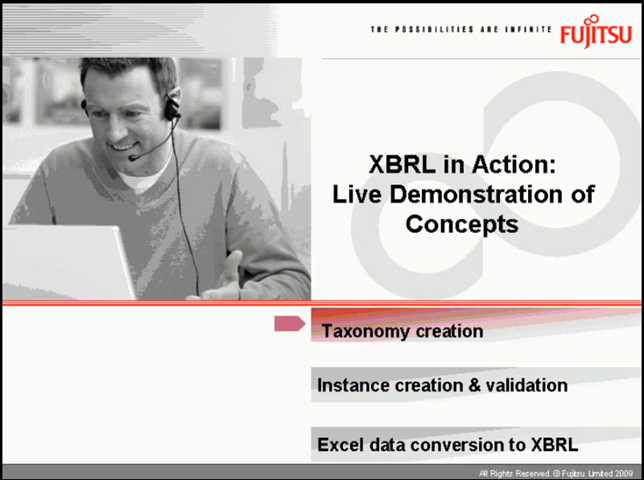 THE POSSIBILITIES ARE INFINITE
FUJITSU
XBRL in Action:
Live Demonstration of
Concepts
Taxonomy creation
Instance creation & validation
Excel data conversion to XBRL
All Rights Reserved. © Fujitsu Limited 2009